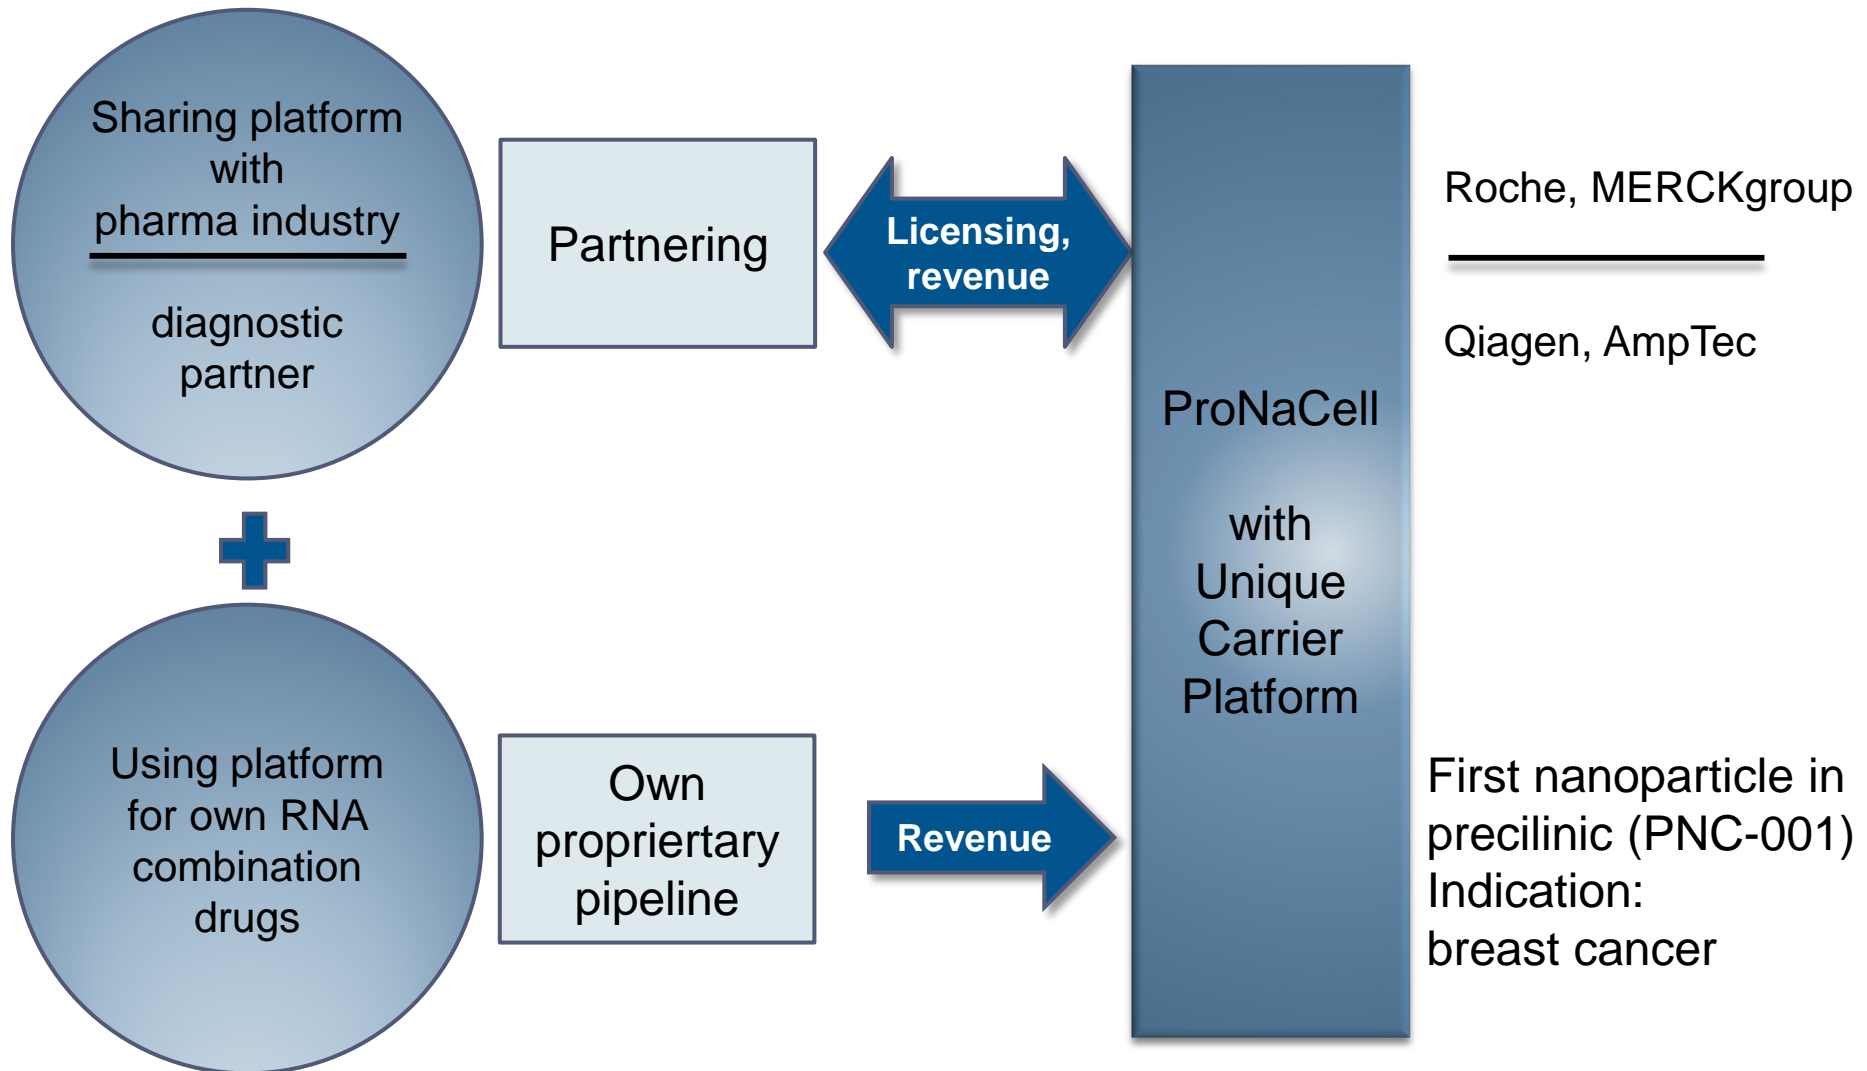 Sharing platform
with
pharma industry
diagnostic
partner
Partnering
Licensing,
revenue
Roche, MERCKgroup
Qiagen, AmpTec
ProNaCell
with
Unique
Carrier
Platform
Using platform
for own RNA
combination
drugs
Own
propriertary
pipeline
Revenue
First nanoparticle in
precilinic (PNC-001)
Indication:
breast cancer